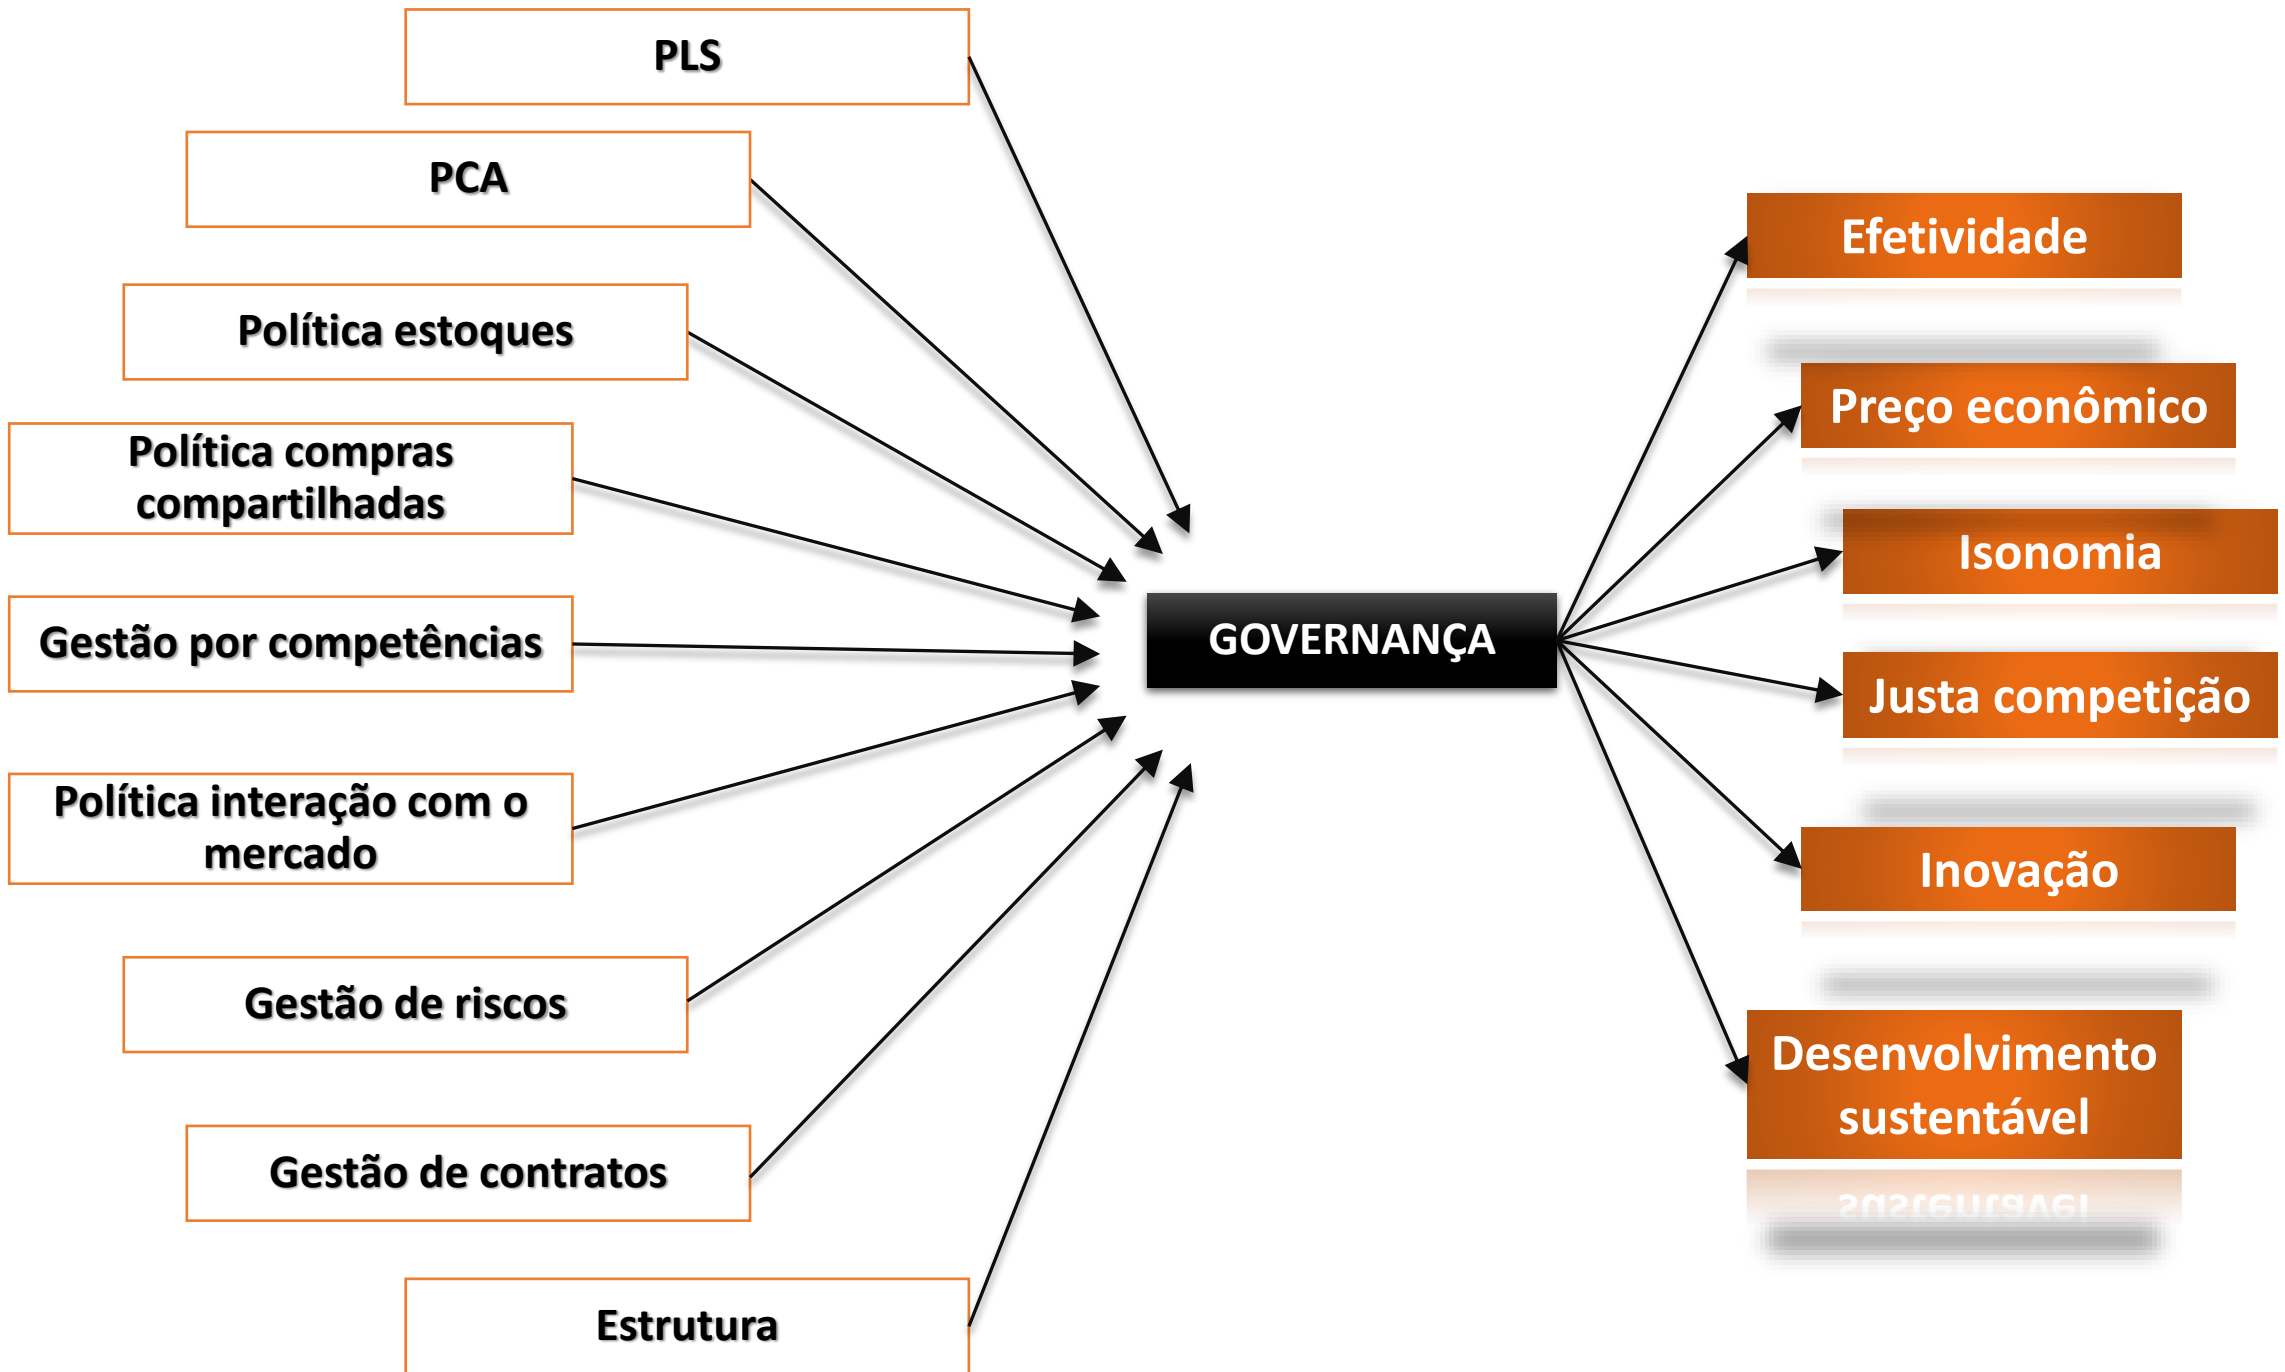 PLS
PCA
Política estoques
Política compras
compartilhadas
Gestão por competências
Política interação com o
mercado
Gestão de riscos
Gestão de contratos
Estrutura
GOVERNANÇA
Efetividade
Preço econômico
Isonomia
Justa competição
Inovação
Desenvolvimento
sustentável